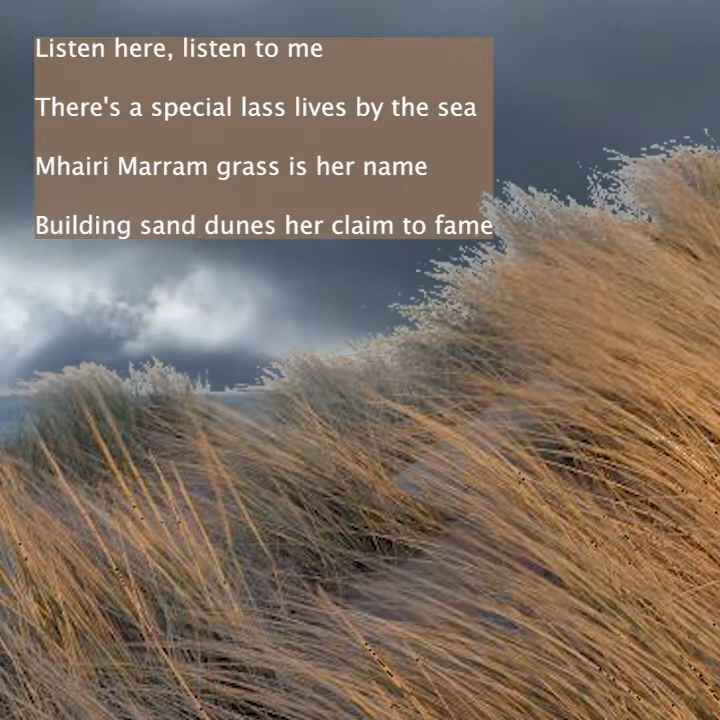 Listen here, listen to me
There's a special lass lives by the sea
Mhairi Marram grass is her name
Building sand dunes her claim to fame